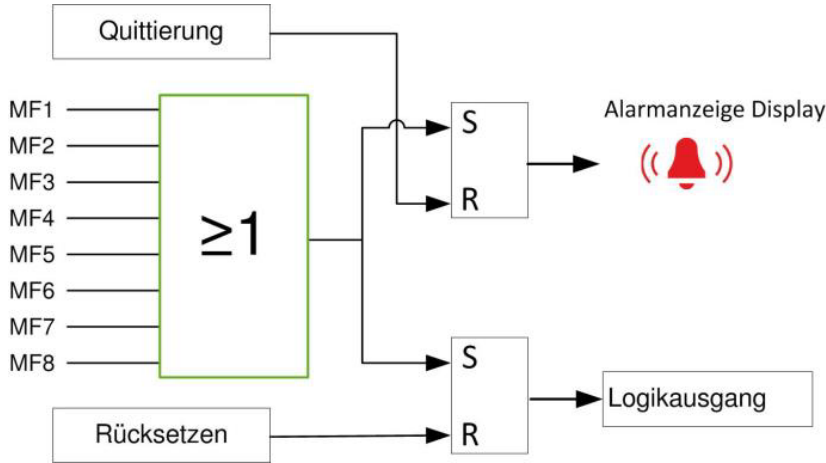 Quittierung
MF1
MF2
MF3
MF4
MF5
MF6
MF7
MF8
≥1
S
R
Alarmanzeige Display
S
R
Logikausgang
Rücksetzen